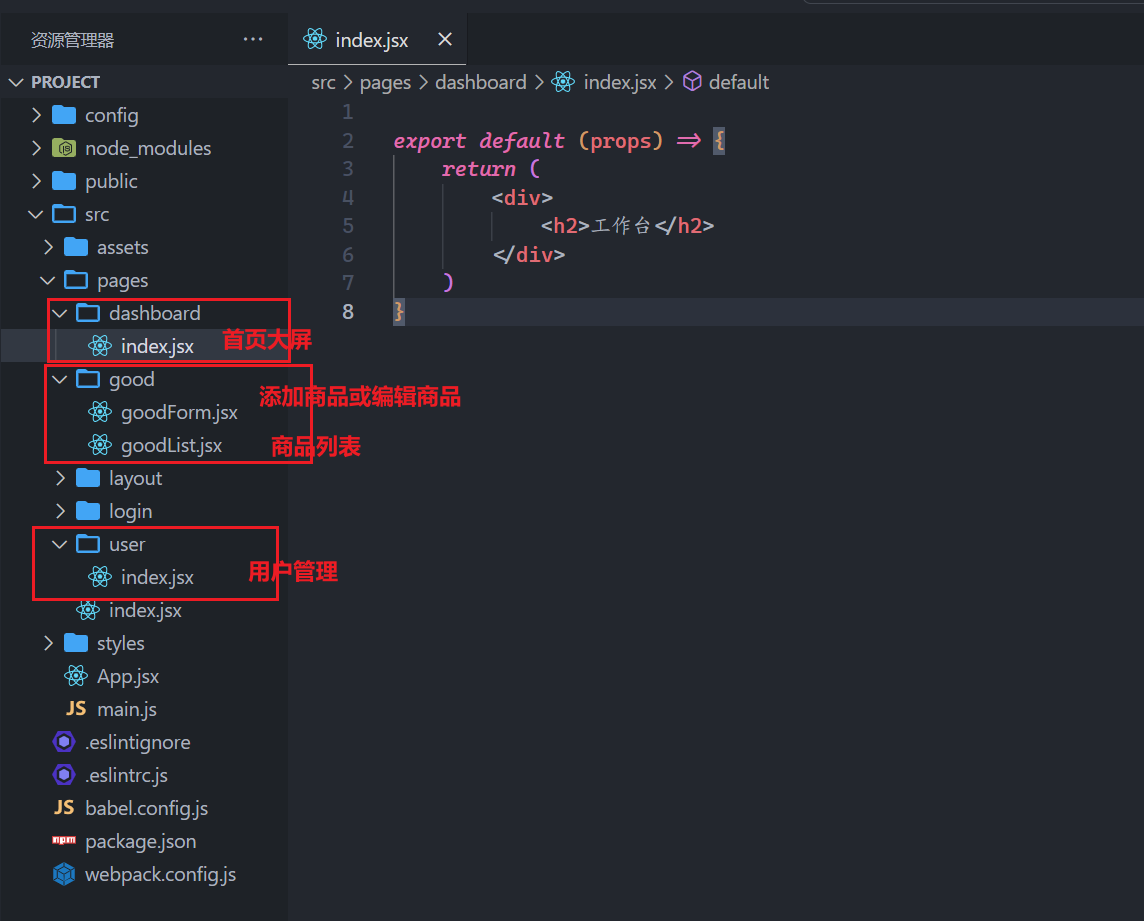 资源管理器 ···
index.jsx
PROJECT
src > pages > dashboard > index.jsx > default
config
node_modules
public
src
assets
pages
dashboard
index.jsx 首页大屏
good
goodForm.jsx 添加商品或编辑商品
goodList.jsx 商品列表
layout
login
user
index.jsx 用户管理
index.jsx
styles
App.jsx
JS main.js
.eslintignore
.eslintrc.js
JS babel.config.js
npm package.json
webpack.config.js
1
2 export default (props) => {
3 return (
4 <div>
5 <h2>工作台</h2>
6 </div>
7 )
8 }